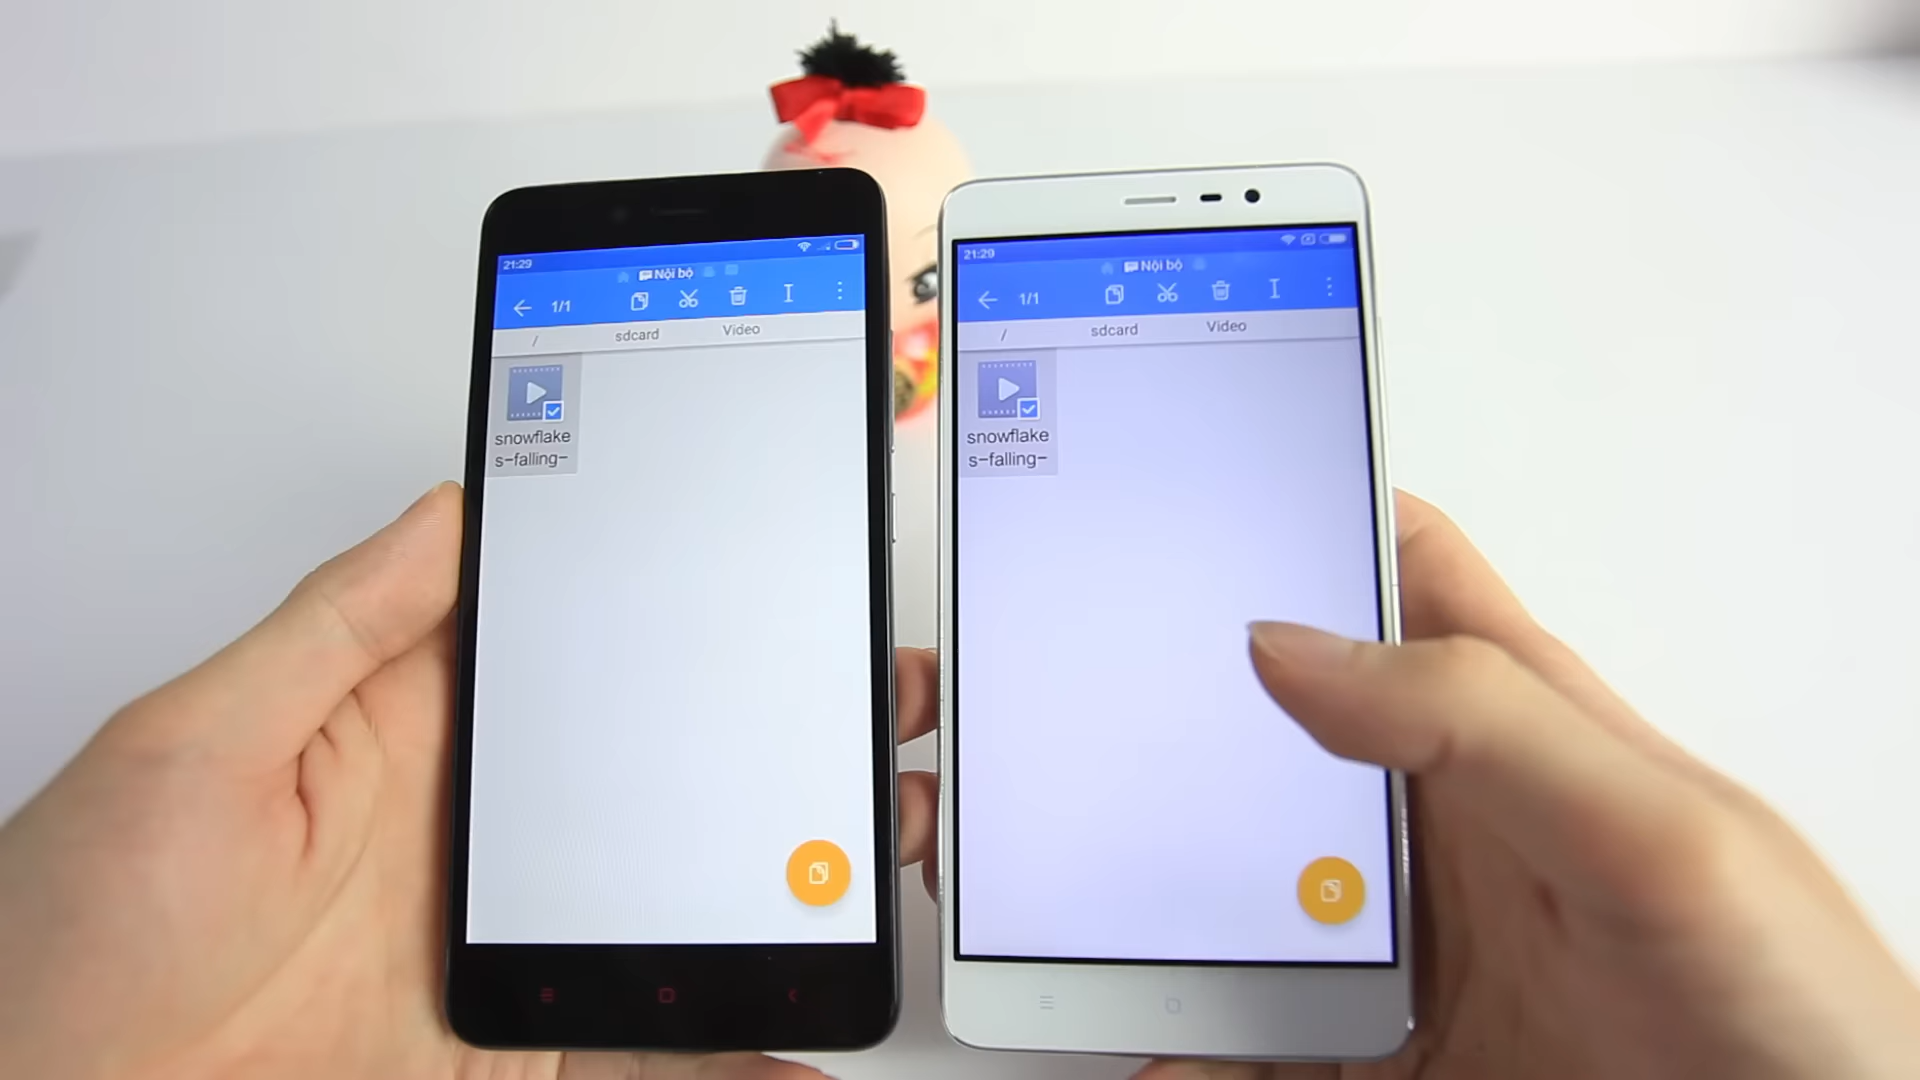 21:29
Nội bộ
1/1
/ sdcard Video
snowflake
s-falling-
21:29
Nội bộ
1/1
/ sdcard Video
snowflake
s-falling-